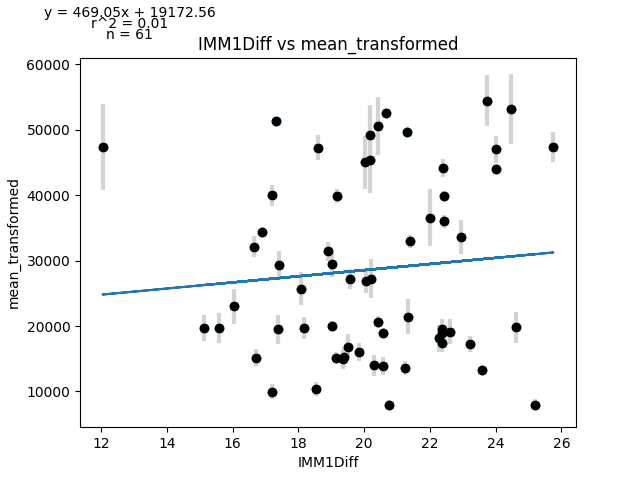 y = 469.05x + 19172.56
r^2 = 0.01
n = 61
IMM1Diff vs mean_transformed
60000
50000
40000
30000
20000
10000
mean_transformed
12 14 16 18 20 22 24 26
IMM1Diff